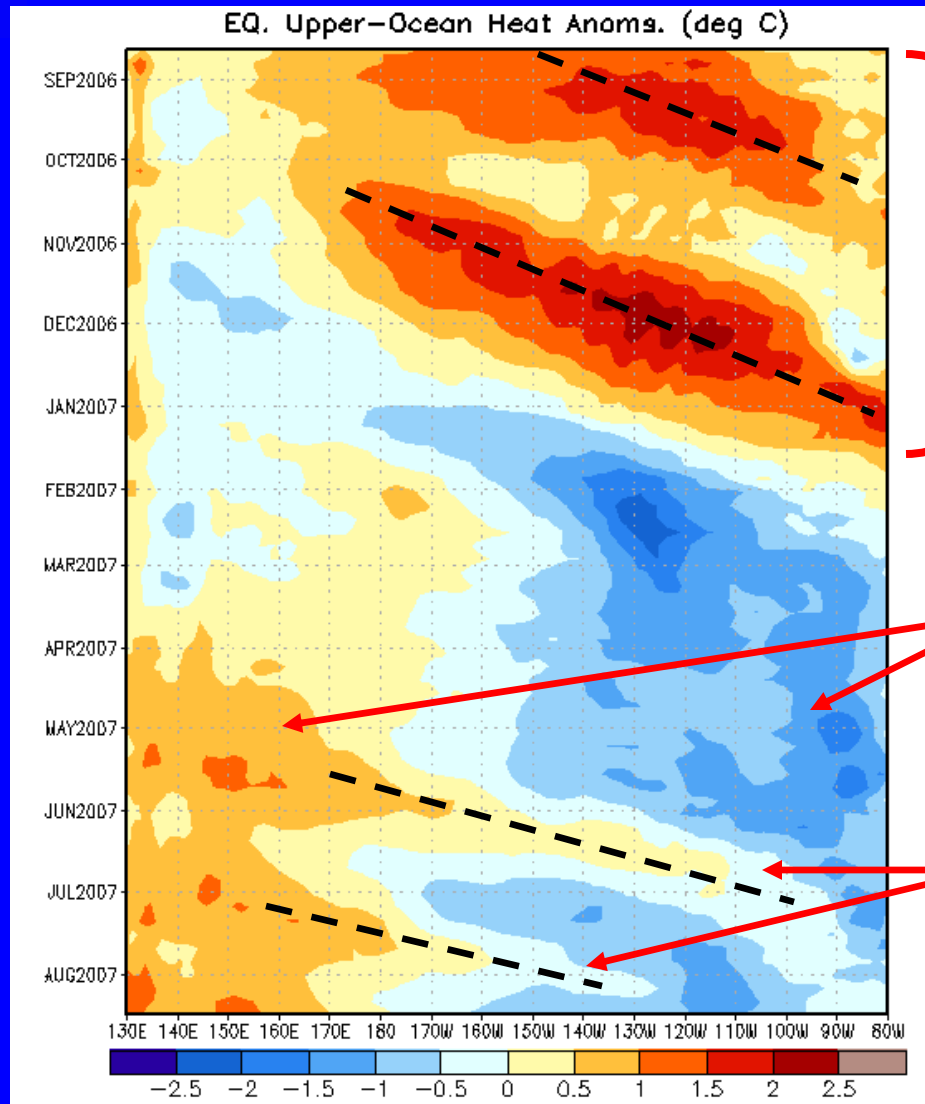 EQ. Upper-Ocean Heat Anoms. (deg C)
SEP2006
OCT2006
NOV2006
DEC2006
JAN2007
FEB2007
MAR2007
APR2007
MAY2007
JUN2007
JUL2007
AUG2007
130E 140E 150E 160E 170E 180 170W 160W 150W 140W 130W 120W 110W 100W 90W 80W
-2.5 -2 -1.5 -1 -0.5 0 0.5 1 1.5 2 2.5